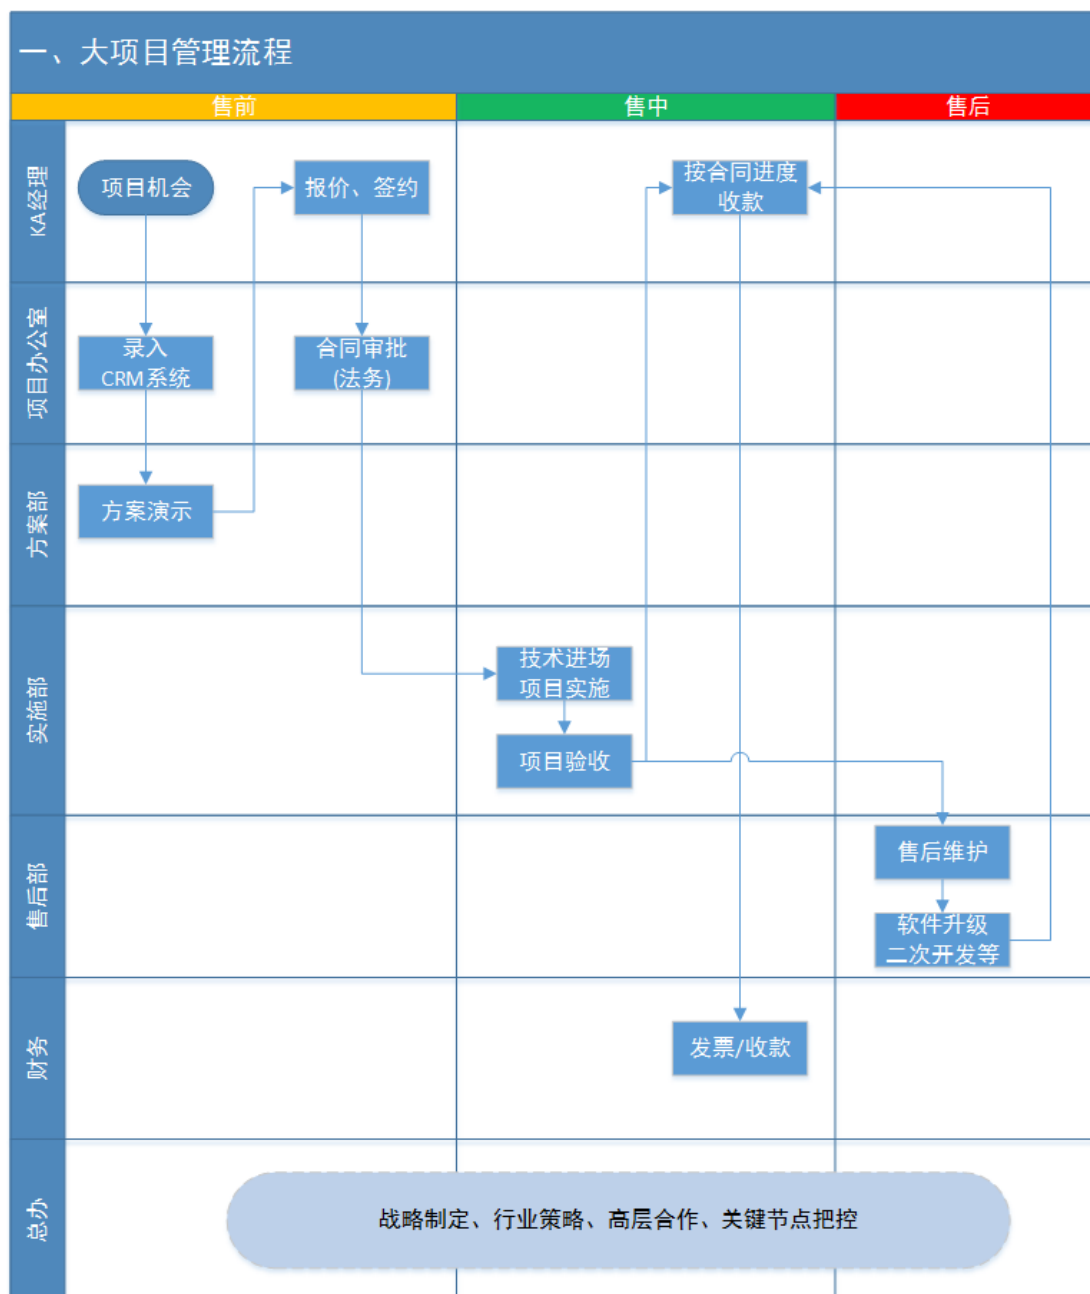 一、大项目管理流程
售前
售中
售后
KA经理
项目机会
报价、签约
按合同进度
收款
项目办公室
录入
CRM系统
合同审批
(法务)
方案部
方案演示
实施部
技术进场
项目实施
项目验收
售后部
售后维护
软件升级
二次开发等
财务
发票/收款
总办
战略制定、行业策略、高层合作、关键节点把控